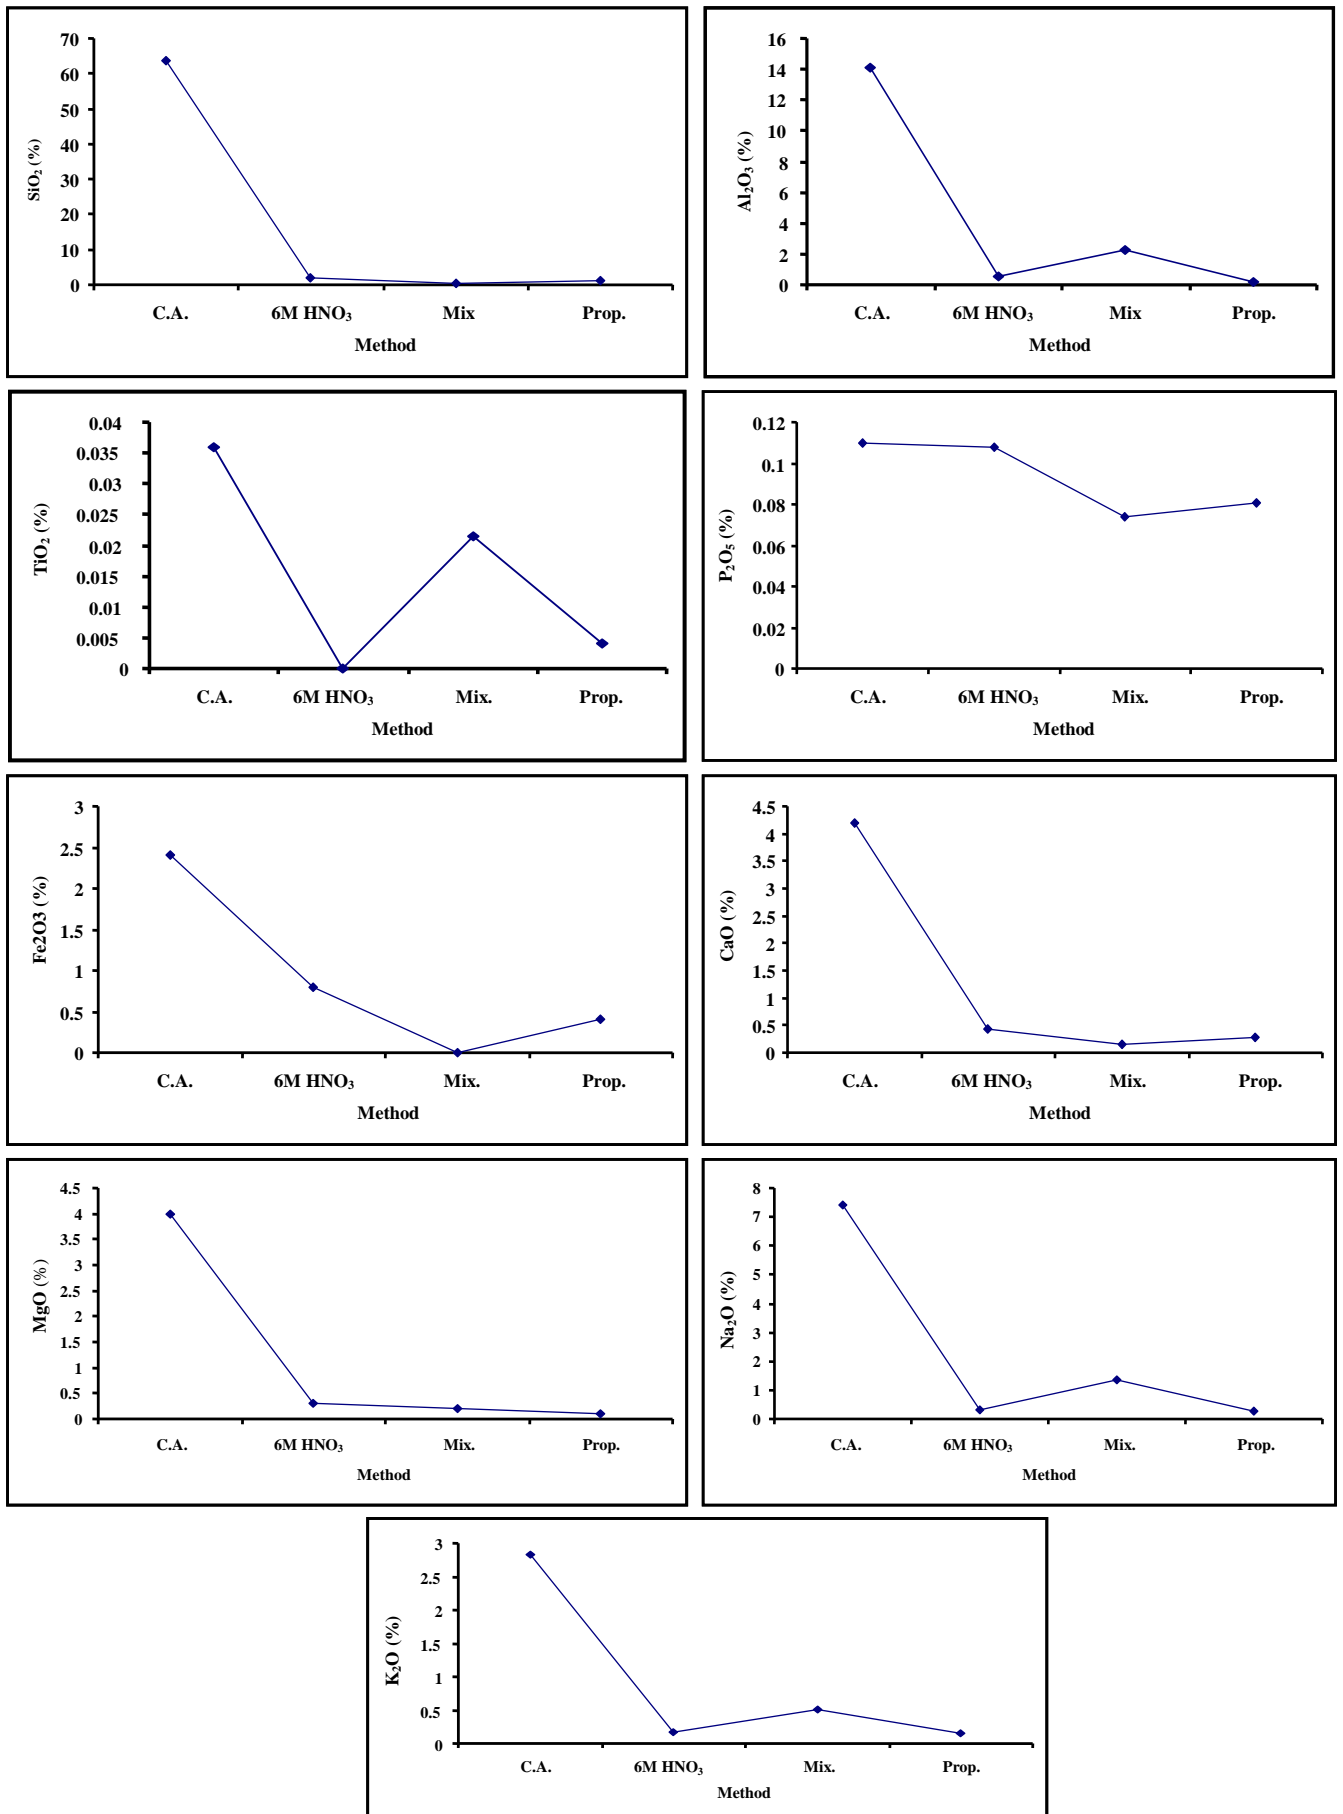 SiO₂ (%)
70
60
50
40
30
20
10
0
C.A. 6M HNO₃ Mix Prop.
Method
Al₂O₃ (%)
16
14
12
10
8
6
4
2
0
C.A. 6M HNO₃ Mix Prop.
Method
TiO₂ (%)
0.04
0.035
0.03
0.025
0.02
0.015
0.01
0.005
0
C.A. 6M HNO₃ Mix. Prop.
Method
P₂O₅ (%)
0.12
0.1
0.08
0.06
0.04
0.02
0
C.A. 6M HNO₃ Mix. Prop.
Method
Fe2O3 (%)
3
2.5
2
1.5
1
0.5
0
C.A. 6M HNO₃ Mix. Prop.
Method
CaO (%)
4.5
4
3.5
3
2.5
2
1.5
1
0.5
0
C.A. 6M HNO₃ Mix. Prop.
Method
MgO (%)
4.5
4
3.5
3
2.5
2
1.5
1
0.5
0
C.A. 6M HNO₃ Mix. Prop.
Method
Na₂O (%)
8
7
6
5
4
3
2
1
0
C.A. 6M HNO₃ Mix. Prop.
Method
K₂O (%)
3
2.5
2
1.5
1
0.5
0
C.A. 6M HNO₃ Mix. Prop.
Method